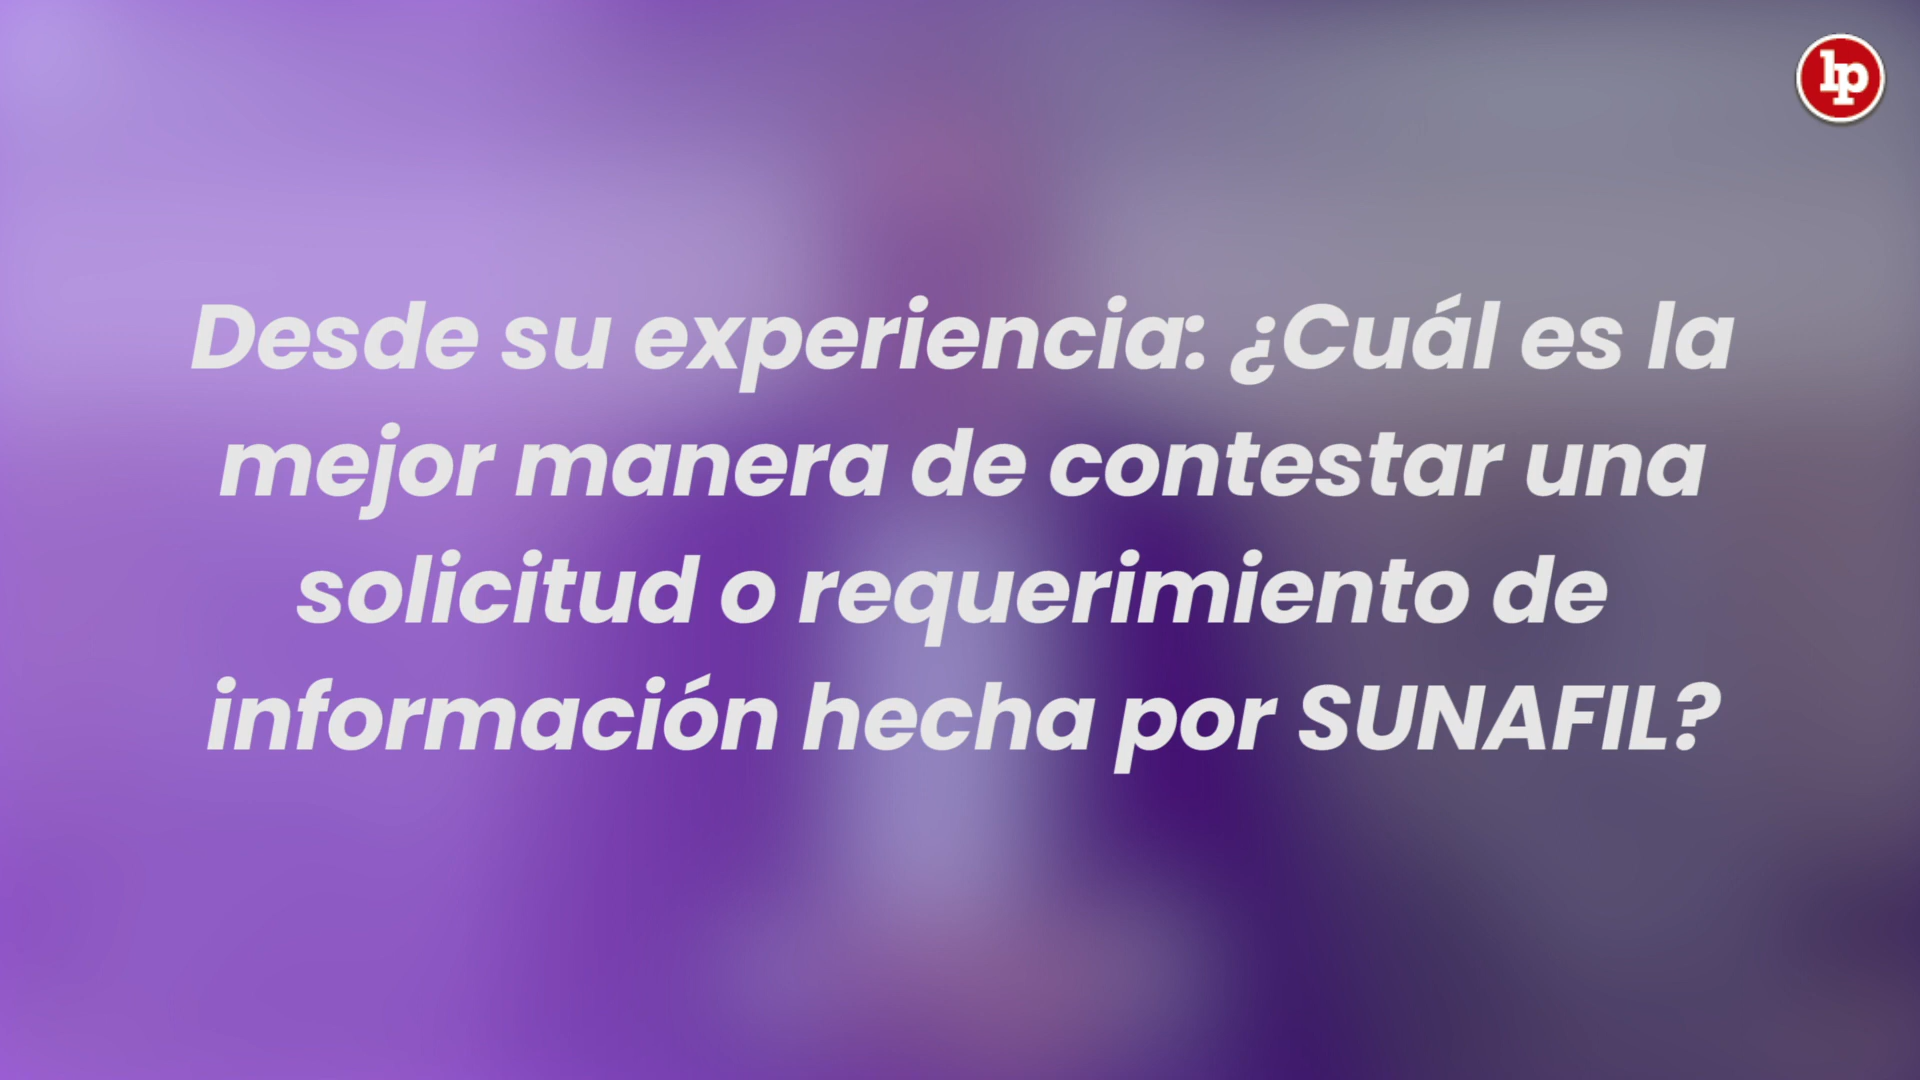 lp
Desde su experiencia: ¿Cuál es la
mejor manera de contestar una
solicitud o requerimiento de
información hecha por SUNAFIL?